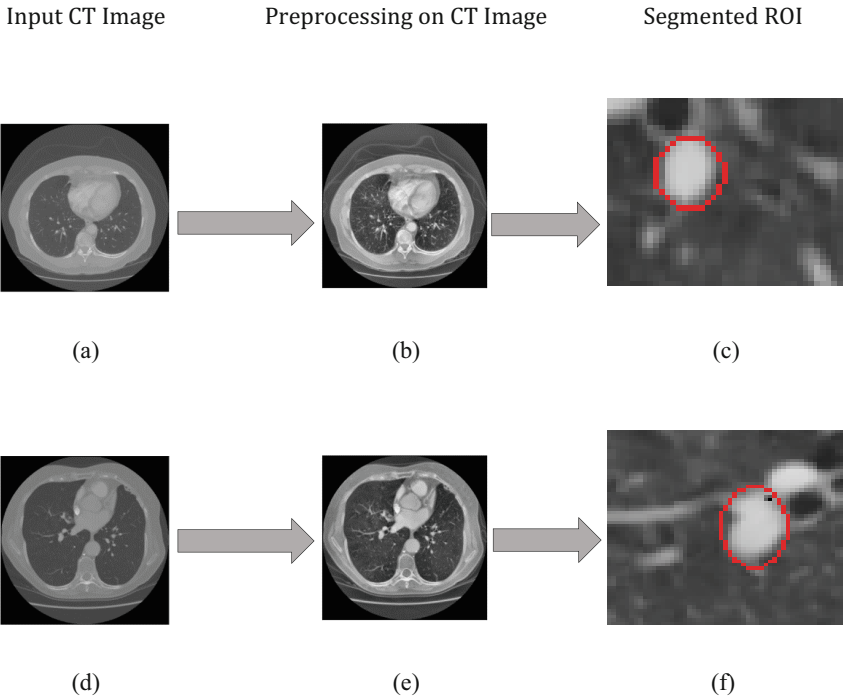 Input CT Image Preprocessing on CT Image Segmented ROI
(a) (b) (c)
(d) (e) (f)